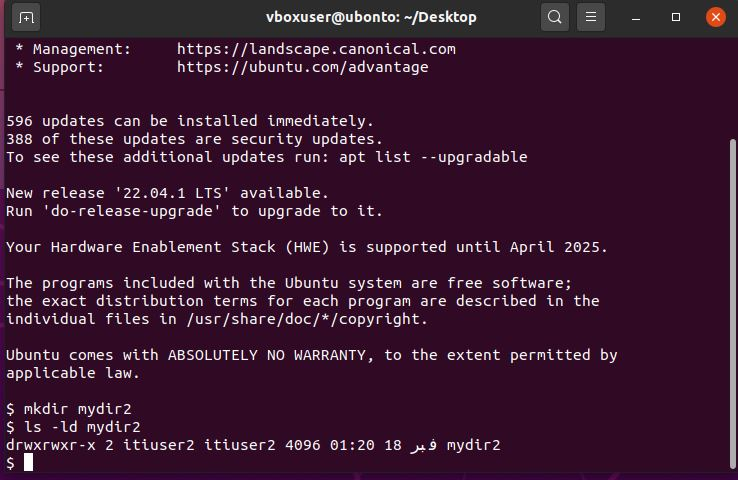 vboxuser@ubonto: ~/Desktop
* Management: https://landscape.canonical.com
* Support: https://ubuntu.com/advantage
596 updates can be installed immediately.
388 of these updates are security updates.
To see these additional updates run: apt list --upgradable
New release '22.04.1 LTS' available.
Run 'do-release-upgrade' to upgrade to it.
Your Hardware Enablement Stack (HWE) is supported until April 2025.
The programs included with the Ubuntu system are free software;
the exact distribution terms for each program are described in the
individual files in /usr/share/doc/*/copyright.
Ubuntu comes with ABSOLUTELY NO WARRANTY, to the extent permitted by
applicable law.
$ mkdir mydir2
$ ls -ld mydir2
drwxrwxr-x 2 itiuser2 itiuser2 4096 01:20 18 فبر mydir2
$